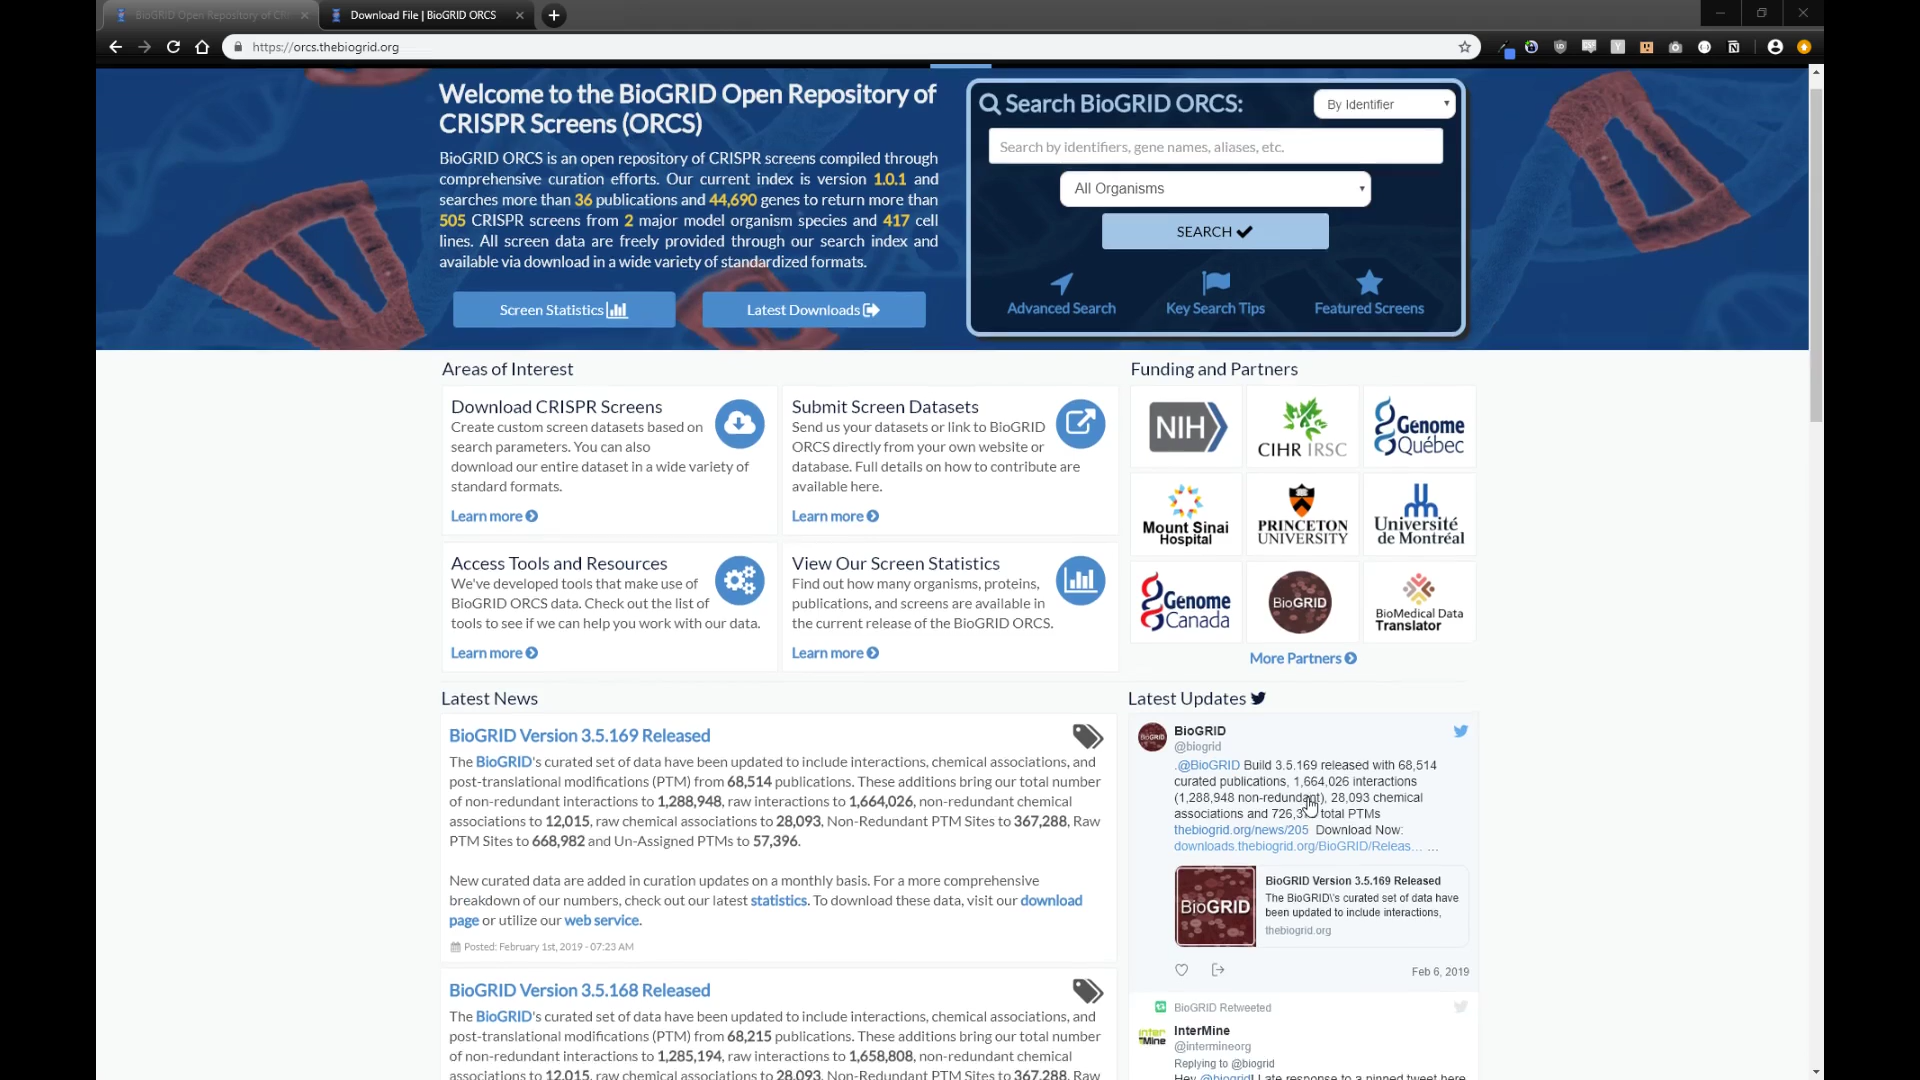 BioGRID Open Repository of CR
Download File | BioGRID ORCS
https://orcs.thebiogrid.org
Welcome to the BioGRID Open Repository of
CRISPR Screens (ORCS)
BioGRID ORCS is an open repository of CRISPR screens compiled through
comprehensive curation efforts. Our current index is version 1.0.1 and
searches more than 36 publications and 44,690 genes to return more than
505 CRISPR screens from 2 major model organism species and 417 cell
lines. All screen data are freely provided through our search index and
available via download in a wide variety of standardized formats.
Screen Statistics
Latest Downloads
Search BioGRID ORCS:
By Identifier
Search by identifiers, gene names, aliases, etc.
All Organisms
SEARCH
Advanced Search
Key Search Tips
Featured Screens
Areas of Interest
Download CRISPR Screens
Create custom screen datasets based on
search parameters. You can also
download our entire dataset in a wide variety of
standard formats.
Learn more
Submit Screen Datasets
Send us your datasets or link to BioGRID
ORCS directly from your own website or
database. Full details on how to contribute are
available here.
Learn more
Access Tools and Resources
We've developed tools that make use of
BioGRID ORCS data. Check out the list of
tools to see if we can help you work with our data.
Learn more
View Our Screen Statistics
Find out how many organisms, proteins,
publications, and screens are available in
the current release of the BioGRID ORCS.
Learn more
Funding and Partners
NIH
CIHR IRSC
Genome
Québec
Mount Sinai
Hospital
PRINCETON
UNIVERSITY
Université
de Montréal
Genome
Canada
BioGRID
BioMedical Data
Translator
More Partners
Latest News
BioGRID Version 3.5.169 Released
The BioGRID's curated set of data have been updated to include interactions, chemical associations, and
post-translational modifications (PTM) from 68,514 publications. These additions bring our total number
of non-redundant interactions to 1,288,948, raw interactions to 1,664,026, non-redundant chemical
associations to 12,015, raw chemical associations to 28,093, Non-Redundant PTM Sites to 367,288, Raw
PTM Sites to 668,982 and Un-Assigned PTMs to 57,396.
New curated data are added in curation updates on a monthly basis. For a more comprehensive
breakdown of our numbers, check out our latest statistics. To download these data, visit our download
page or utilize our web service.
Posted: February 1st, 2019 - 07:23 AM
BioGRID Version 3.5.168 Released
The BioGRID's curated set of data have been updated to include interactions, chemical associations, and
post-translational modifications (PTM) from 68,215 publications. These additions bring our total number
of non-redundant interactions to 1,285,194, raw interactions to 1,658,808, non-redundant chemical
associations to 12,015, raw chemical associations to 28,093, Non-Redundant PTM Sites to 367,288, Raw
Latest Updates
BioGRID
BioGRID
@biogrid
.@BioGRID Build 3.5.169 released with 68,514
curated publications, 1,664,026 interactions
(1,288,948 non-redundant), 28,093 chemical
associations and total PTMs
thebiogrid.org/news/205 Download Now:
downloads.thebiogrid.org/BioGRID/Releas... ...
BioGRID
BioGRID Version 3.5.169 Released
The BioGRID\'s curated set of data have
been updated to include interactions,
thebiogrid.org
Feb 6, 2019
BioGRID Retweeted
inter
mine
InterMine
@intermineorg
Replying to @biogrid
Hey @biogrid! Late response to a pinned tweet here